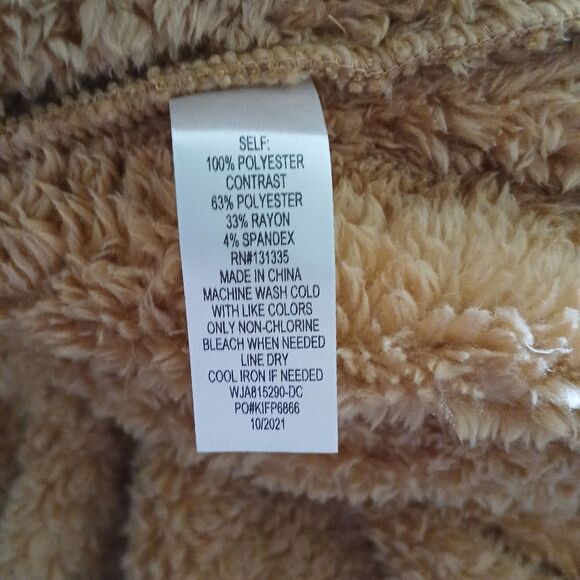 SELF:
100% POLYESTER
CONTRAST
63% POLYESTER
33% RAYON
4% SPANDEX
RN#131335
MADE IN CHINA
MACHINE WASH COLD
WITH LIKE COLORS
ONLY NON-CHLORINE
BLEACH WHEN NEEDED
LINE DRY
COOL IRON IF NEEDED
WJA815290-DC
PO#KIFP6866
10/2021